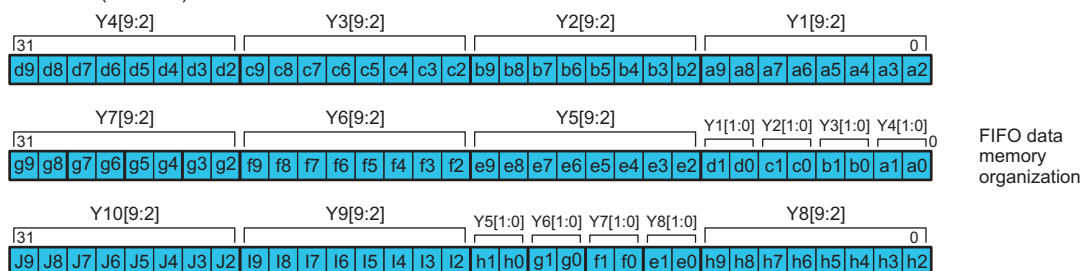 Y4[9:2] Y3[9:2] Y2[9:2] Y1[9:2]
31 0
d9 d8 d7 d6 d5 d4 d3 d2 c9 c8 c7 c6 c5 c4 c3 c2 b9 b8 b7 b6 b5 b4 b3 b2 a9 a8 a7 a6 a5 a4 a3 a2
Y7[9:2] Y6[9:2] Y5[9:2] Y1[1:0] Y2[1:0] Y3[1:0] Y4[1:0]
31 0
g9 g8 g7 g6 g5 g4 g3 g2 f9 f8 f7 f6 f5 f4 f3 f2 e9 e8 e7 e6 e5 e4 e3 e2 d1 d0 c1 c0 b1 b0 a1 a0
FIFO data
memory
organization
Y10[9:2] Y9[9:2] Y5[1:0] Y6[1:0] Y7[1:0] Y8[1:0] Y8[9:2]
31 0
J9 J8 J7 J6 J5 J4 J3 J2 I9 I8 I7 I6 I5 I4 I3 I2 h1 h0 g1 g0 f1 f0 e1 e0 h9 h8 h7 h6 h5 h4 h3 h2